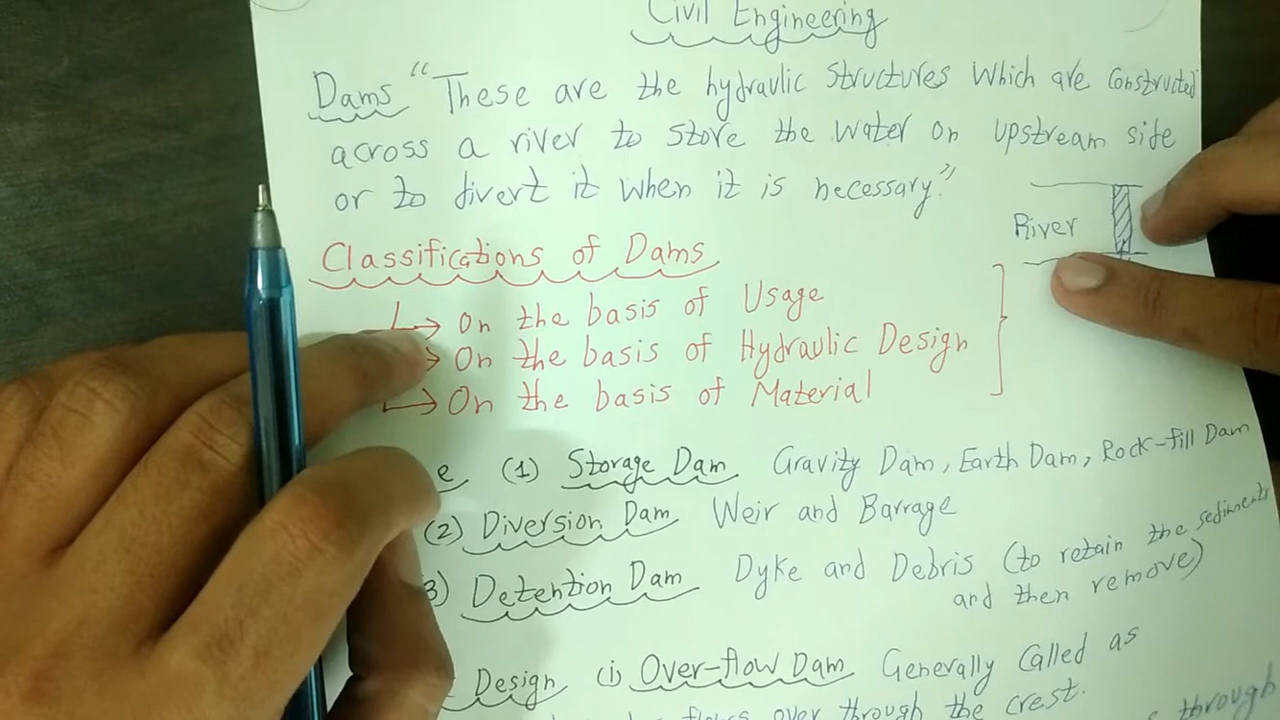 Civil Engineering
Dams "These are the hydraulic structures which are constructed
across a river to store the water on upstream side
or to divert it when it is necessary."
River
Classifications of Dams
On the basis of Usage
On the basis of Hydraulic Design
On the basis of Material
e (1) Storage Dam Gravity Dam, Earth Dam, Rock-fill Dam
(2) Diversion Dam Weir and Barrage
3) Detention Dam Dyke and Debris (to retain the sediments
and then remove)
Design (i) Over-flow Dam Generally Called as
flows over through the crest.
through